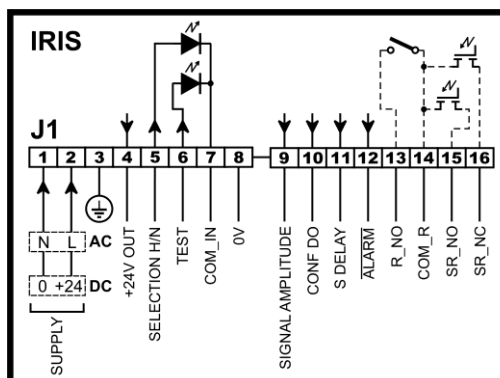 IRIS
J1
1 2 3 4 5 6 7 8 9 10 11 12 13 14 15 16
N L AC
0 +24 DC
SUPPLY
+24V OUT
SELECTION H/N
TEST
COM_IN
0V
SIGNAL AMPLITUDE
CONF DO
S DELAY
ALARM
R_NO
COM_R
SR_NO
SR_NC